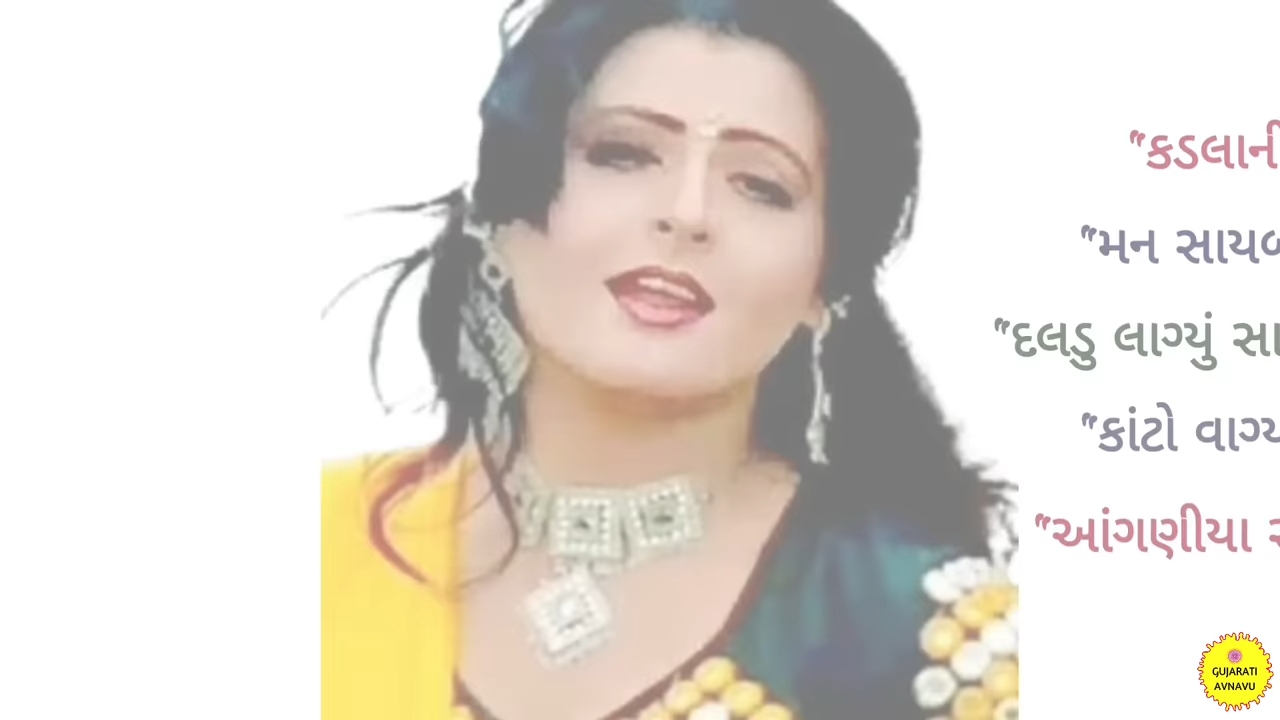 "કડલાની
"મન સાયબ
"દલડુ લાગ્યું સા
"કાંટો વાગ્ય
"આંગણીયા
GUJARATI
AVNAVU